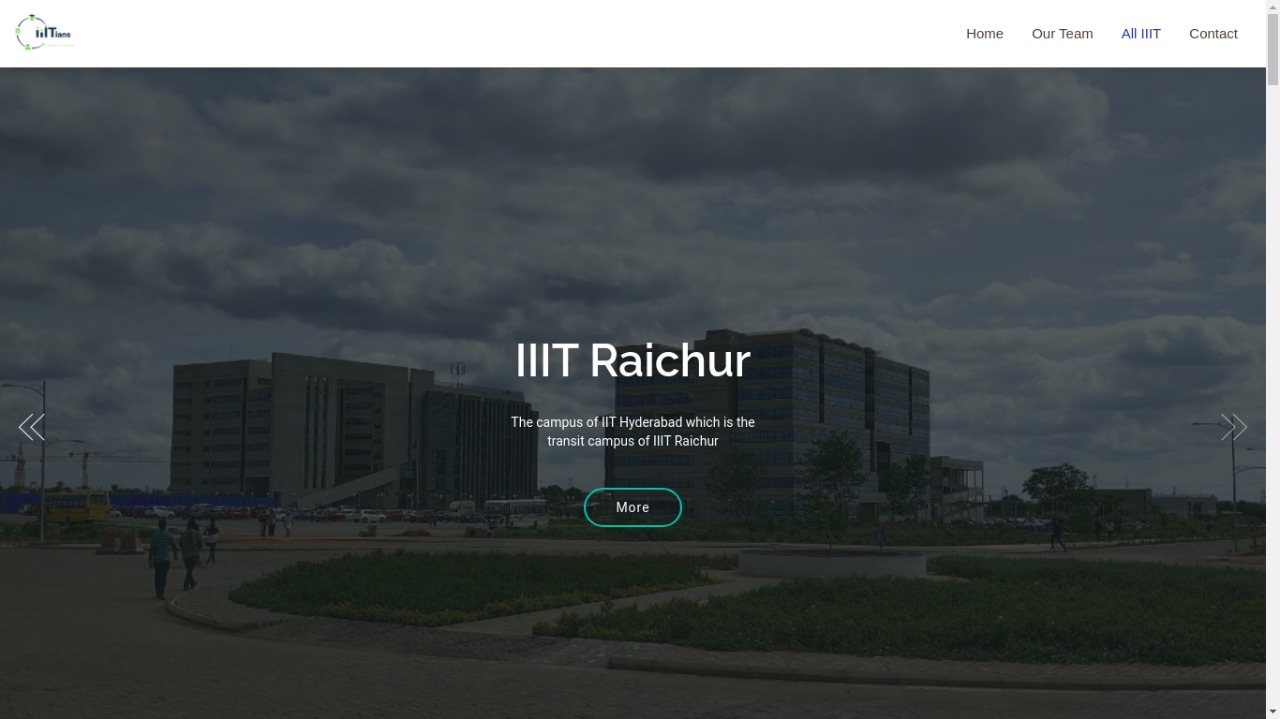 iiITians
Home
Our Team
All IIIT
Contact
IIIT Raichur
The campus of IIT Hyderabad which is the
transit campus of IIIT Raichur
More